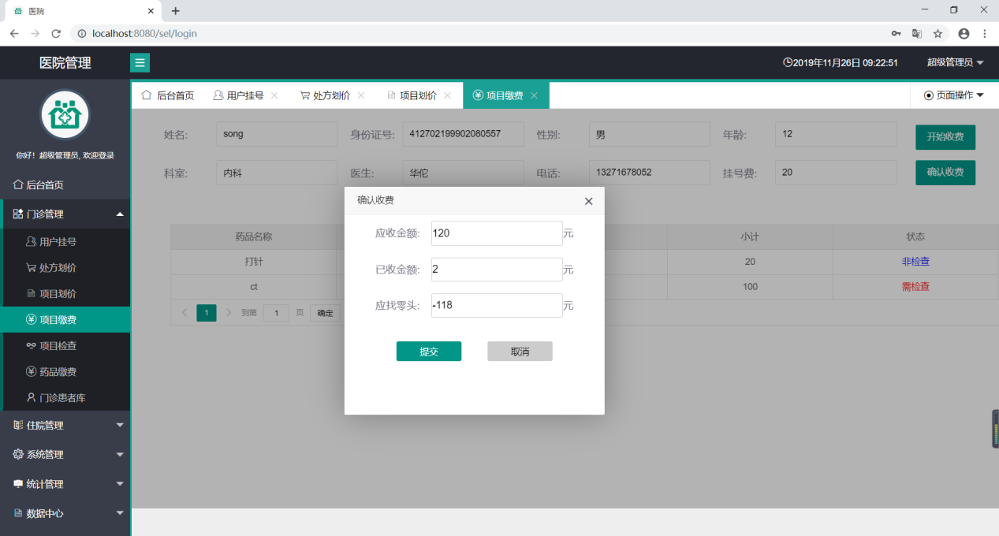 医院
localhost:8080/sel/login
医院管理
2019年11月26日 09:22:51
超级管理员
你好！超级管理员, 欢迎登录
后台首页
门诊管理
用户挂号
处方划价
项目划价
项目缴费
项目检查
药品缴费
门诊患者库
住院管理
系统管理
统计管理
数据中心
后台首页 用户挂号 处方划价 项目划价 项目缴费 页面操作
姓名: song 身份证号: 412702199902080557 性别: 男 年龄: 12 开始收费
科室: 内科 医生: 华佗 电话: 13271678052 挂号费: 20 确认收费
药品名称 小计 状态
打针 20 非检查
ct 100 需检查
1 到第 1 页 确定
确认收费
应收金额: 120 元
已收金额: 2 元
应找零头: -118 元
提交 取消